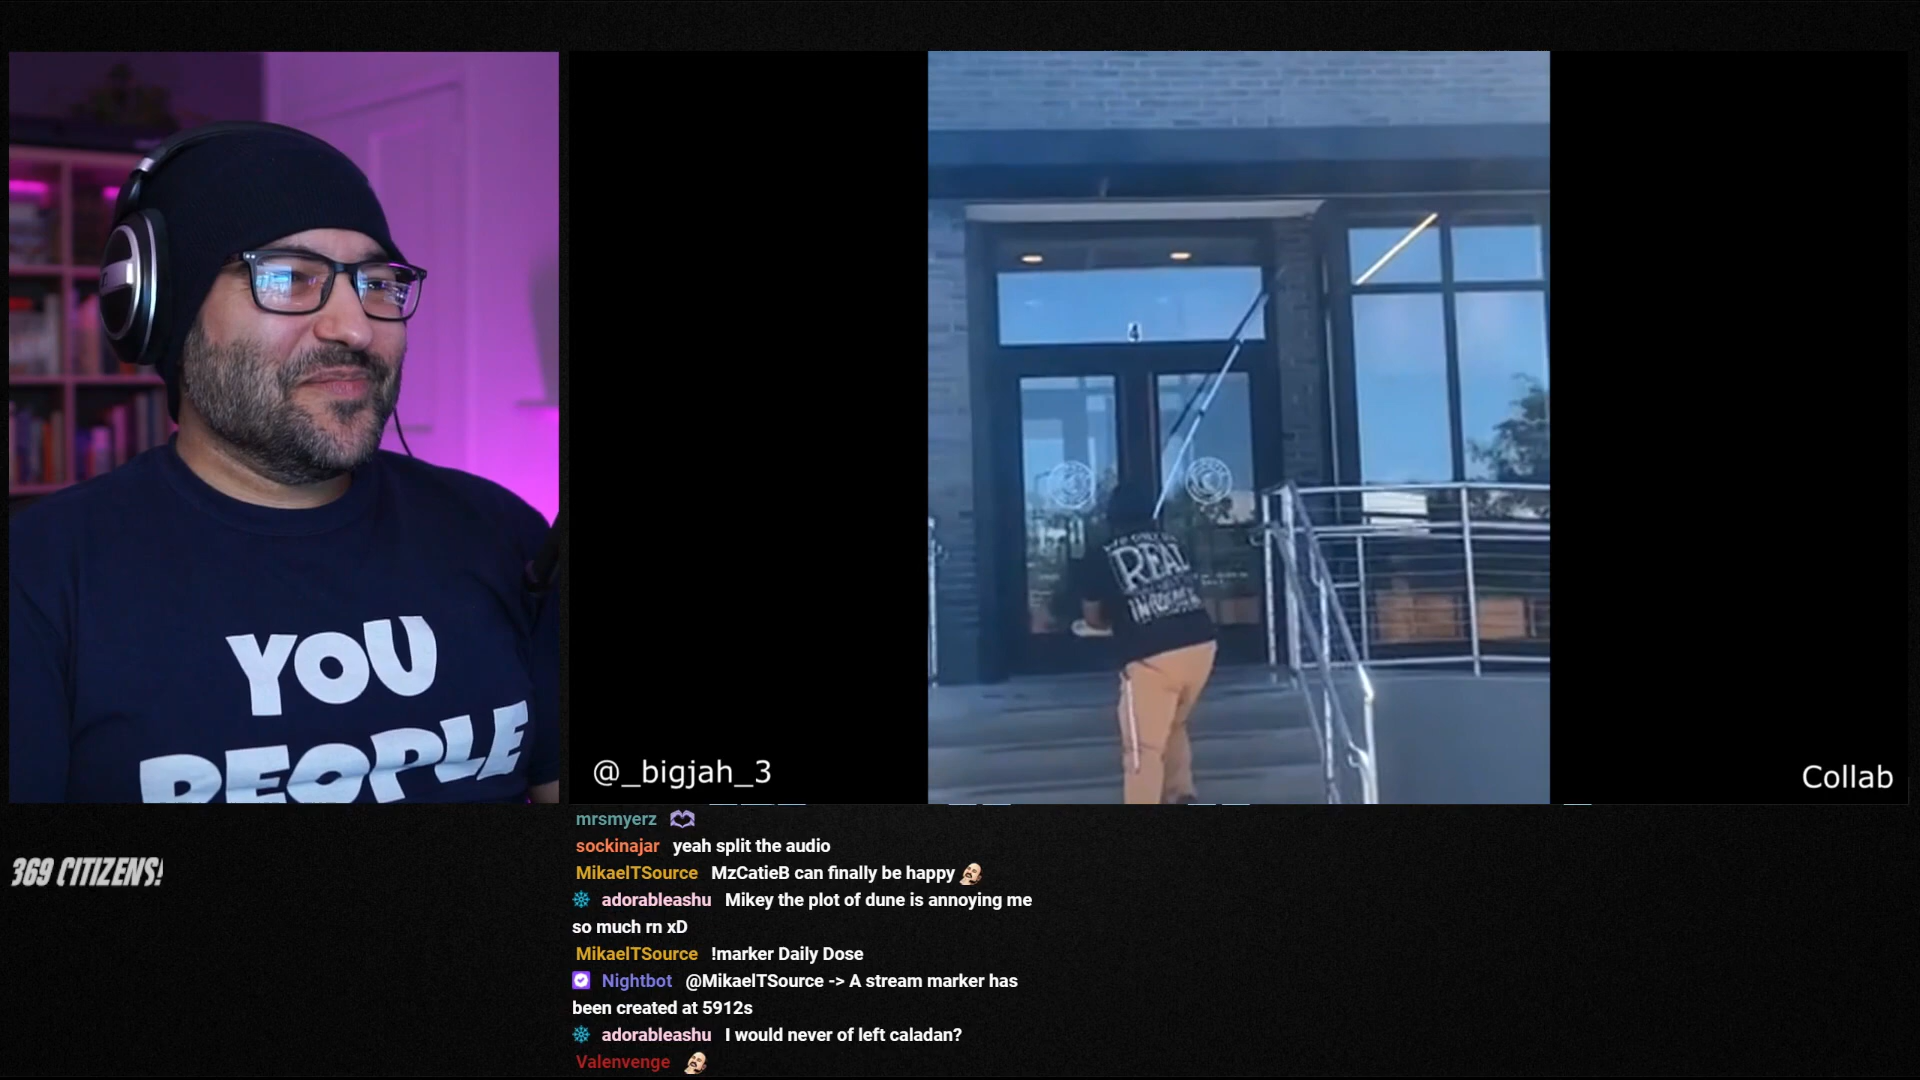 YOU
PEOPLE
4
REAL
@_bigjah_3
Collab
369 CITIZENS!
mrsmyerz
sockinajar yeah split the audio
MikaelTSource MzCatieB can finally be happy
adorableashu Mikey the plot of dune is annoying me
so much rn xD
MikaelTSource !marker Daily Dose
Nightbot @MikaelTSource -> A stream marker has
been created at 5912s
adorableashu I would never of left caladan?
Valenvenge